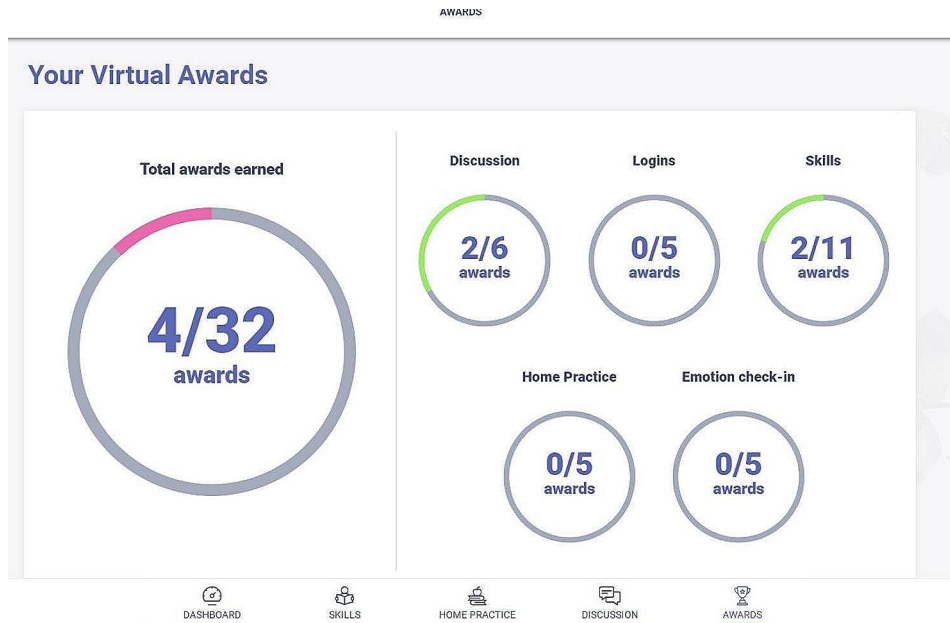 AWARDS
Your Virtual Awards
Total awards earned
4/32
awards
Discussion
2/6
awards
Logins
0/5
awards
Skills
2/11
awards
Home Practice
0/5
awards
Emotion check-in
0/5
awards
DASHBOARD
SKILLS
HOME PRACTICE
DISCUSSION
AWARDS